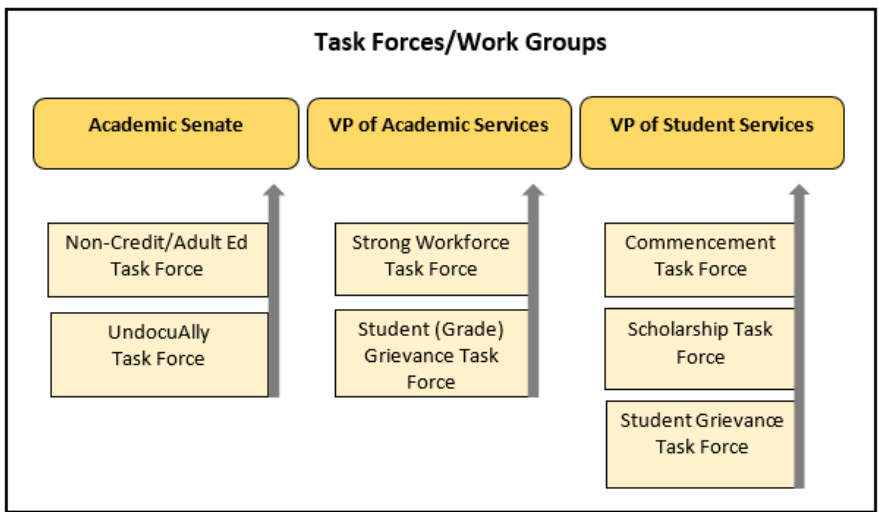 Task Forces/Work Groups
Academic Senate
VP of Academic Services
VP of Student Services
Non-Credit/Adult Ed
Task Force
UndocuAlly
Task Force
Strong Workforce
Task Force
Student (Grade)
Grievance Task
Force
Commencement
Task Force
Scholarship Task
Force
Student Grievance
Task Force